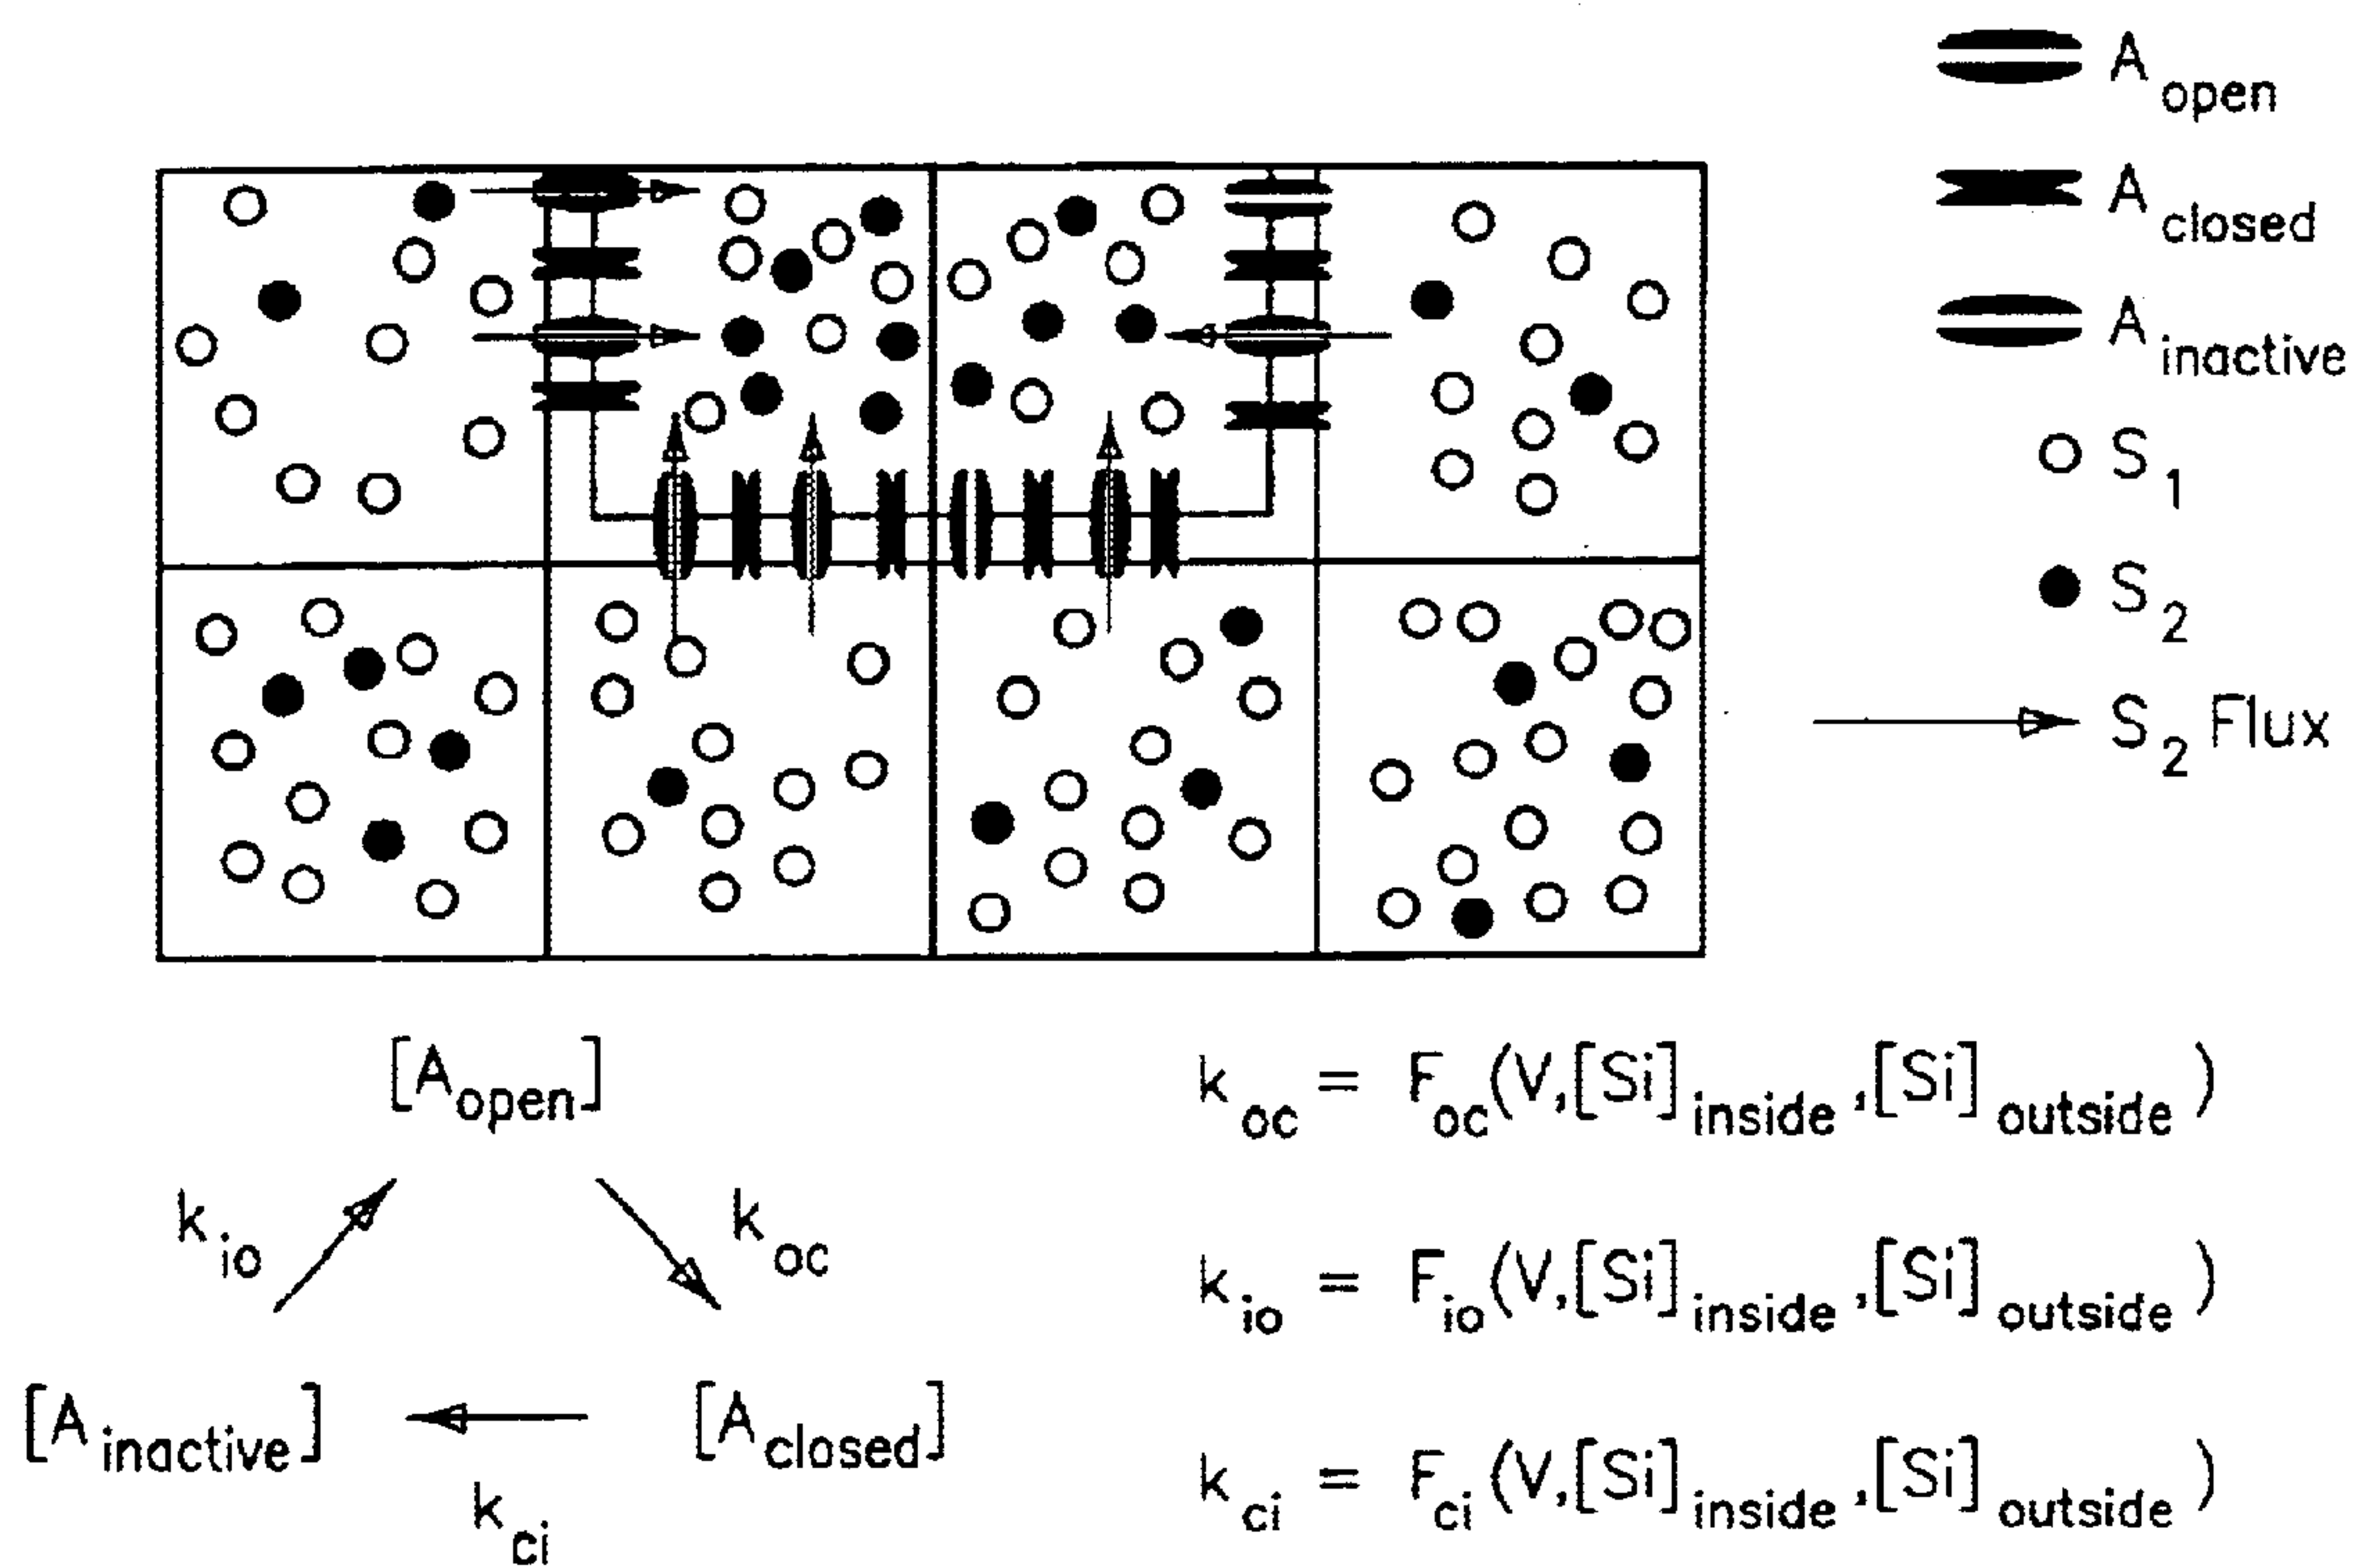 A open
A closed
A inactive
S 1
S 2
S 2 Flux
[A open]
k io
k oc
[A inactive]
[A closed]
k ci
k oc = F oc (V,[Si] inside ,[Si] outside )
k io = F io (V,[Si] inside ,[Si] outside )
k ci = F ci (V,[Si] inside ,[Si] outside )